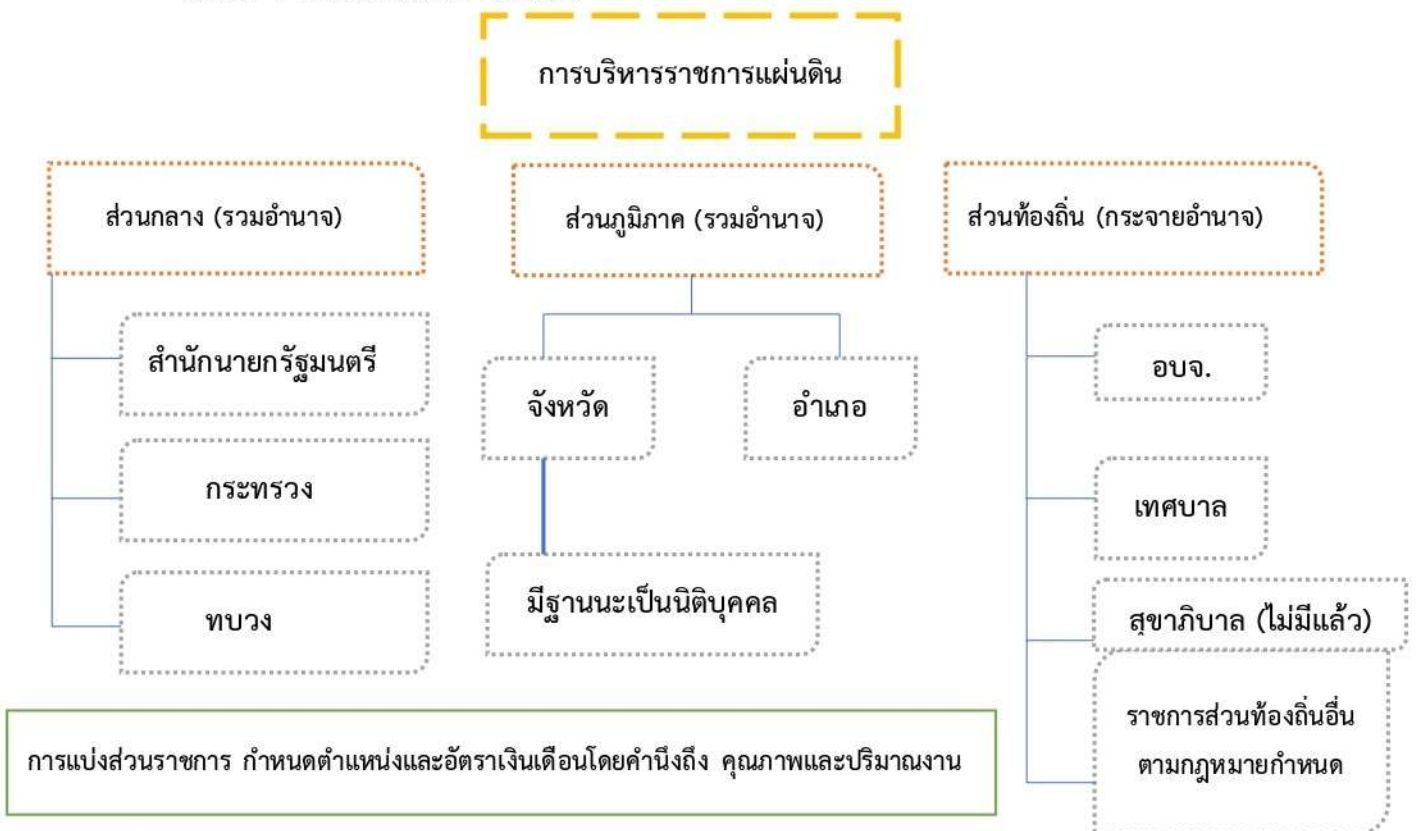 การบริหารราชการแผ่นดิน
ส่วนกลาง (รวมอำนาจ)
สำนักนายกรัฐมนตรี
กระทรวง
ทบวง
ส่วนภูมิภาค (รวมอำนาจ)
จังหวัด
อำเภอ
มีฐานนะเป็นนิติบุคคล
ส่วนท้องถิ่น (กระจายอำนาจ)
อบจ.
เทศบาล
สุขาภิบาล (ไม่มีแล้ว)
ราชการส่วนท้องถิ่นอื่น
ตามกฎหมายกำหนด
การแบ่งส่วนราชการ กำหนดตำแหน่งและอัตราเงินเดือนโดยคำนึงถึง คุณภาพและปริมาณงาน